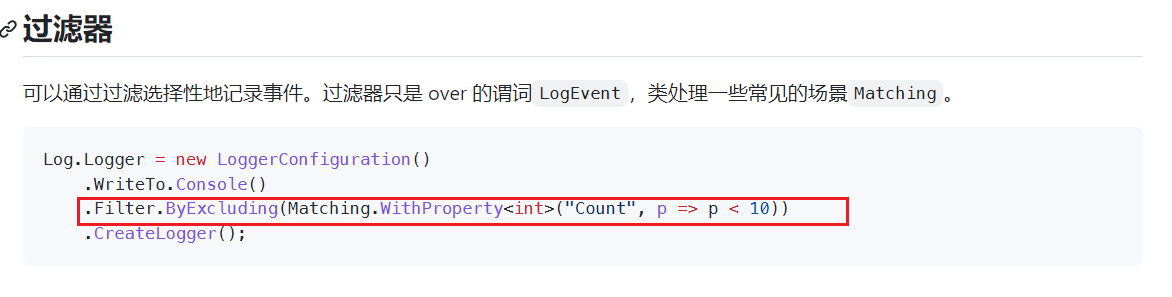 过滤器
可以通过过滤选择性地记录事件。过滤器只是 over 的谓词 LogEvent，类处理一些常见的场景 Matching 。
Log.Logger = new LoggerConfiguration()
    .WriteTo.Console()
    .Filter.ByExcluding(Matching.WithProperty<int>("Count", p => p < 10))
    .CreateLogger();